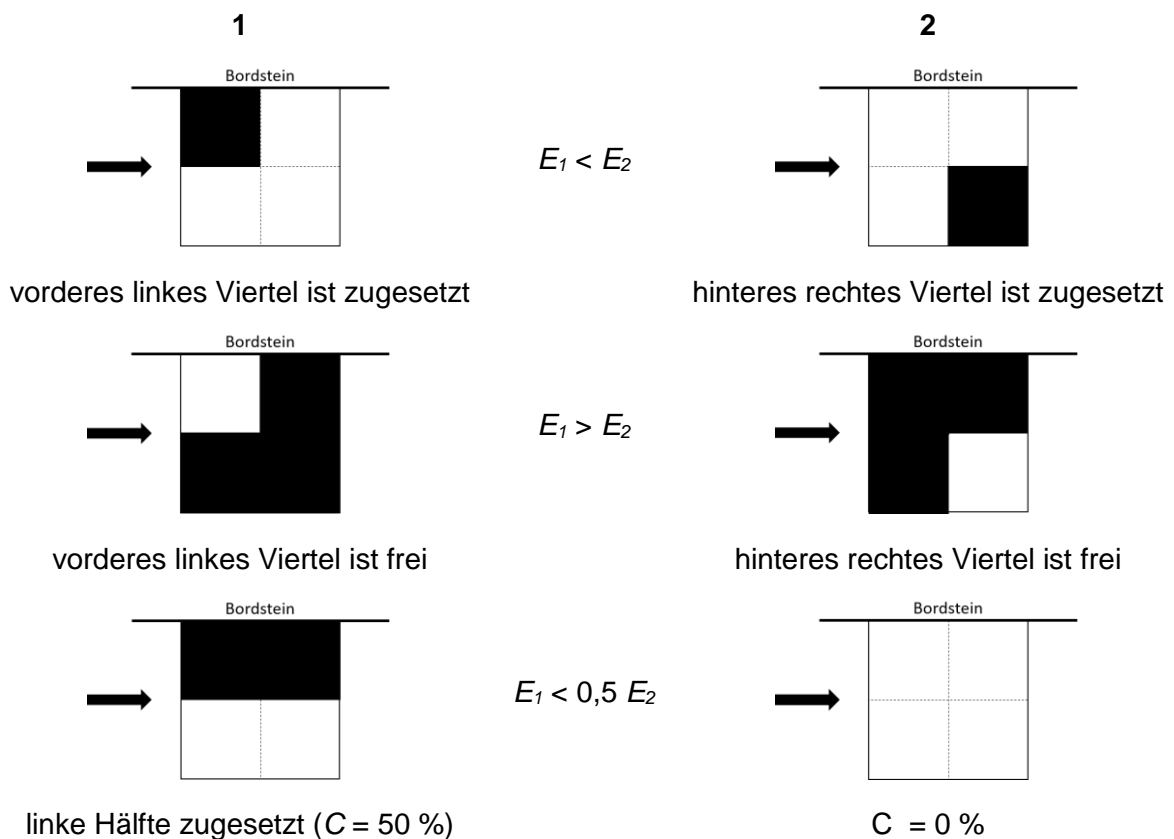 1 2
Bordstein Bordstein
E1 < E2
vorderes linkes Viertel ist zugesetzt hinteres rechtes Viertel ist zugesetzt
Bordstein Bordstein
E1 > E2
vorderes linkes Viertel ist frei hinteres rechtes Viertel ist frei
Bordstein Bordstein
E1 < 0,5 E2
linke Hälfte zugesetzt (C = 50 %) C = 0 %